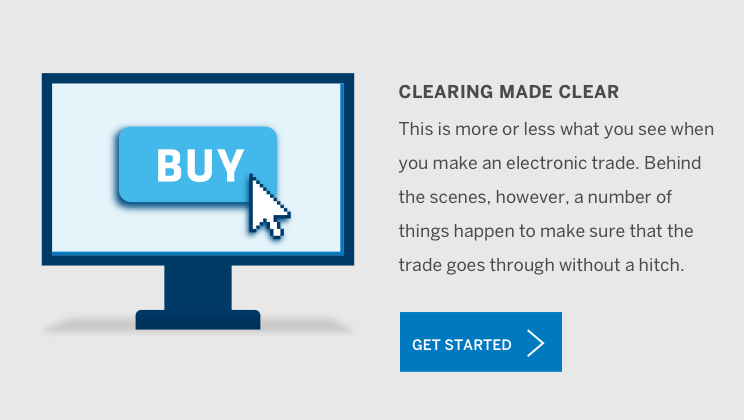 BUY
CLEARING MADE CLEAR
This is more or less what you see when
you make an electronic trade. Behind
the scenes, however, a number of
things happen to make sure that the
trade goes through without a hitch.
GET STARTED